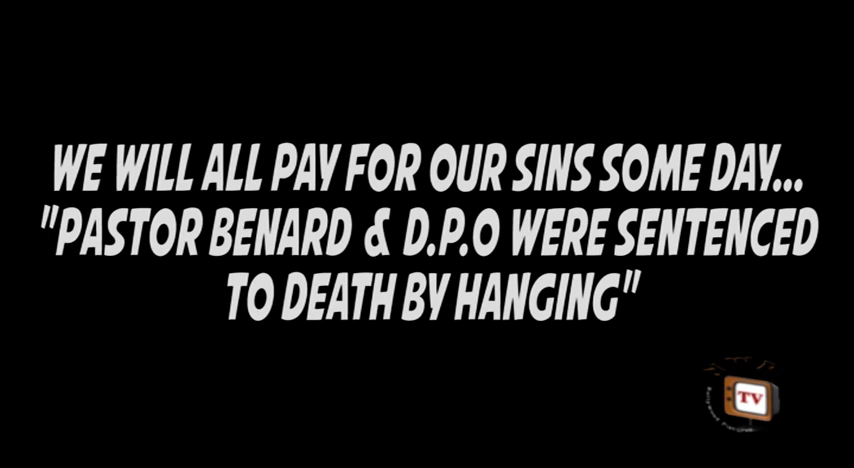 WE WILL ALL PAY FOR OUR SINS SOME DAY...
"PASTOR BENARD & D.P.O WERE SENTENCED
TO DEATH BY HANGING"
TV